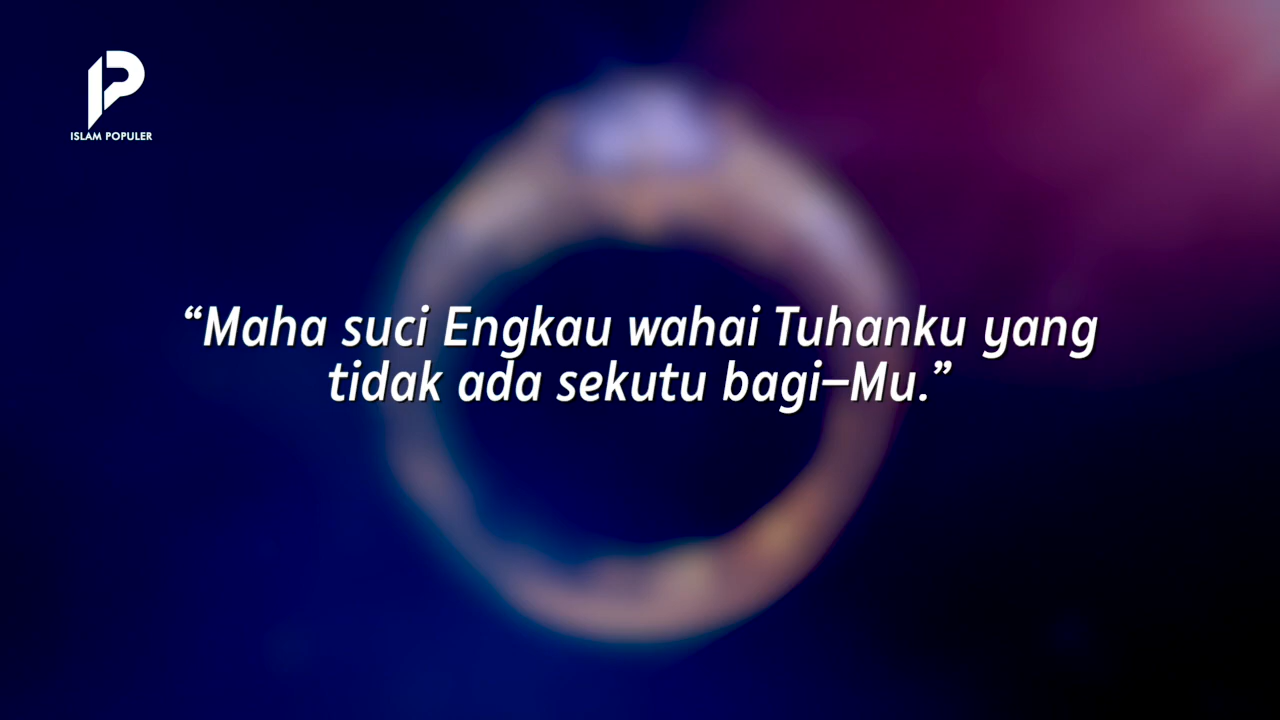 ISLAM POPULER
“Maha suci Engkau wahai Tuhanku yang
tidak ada sekutu bagi–Mu.”